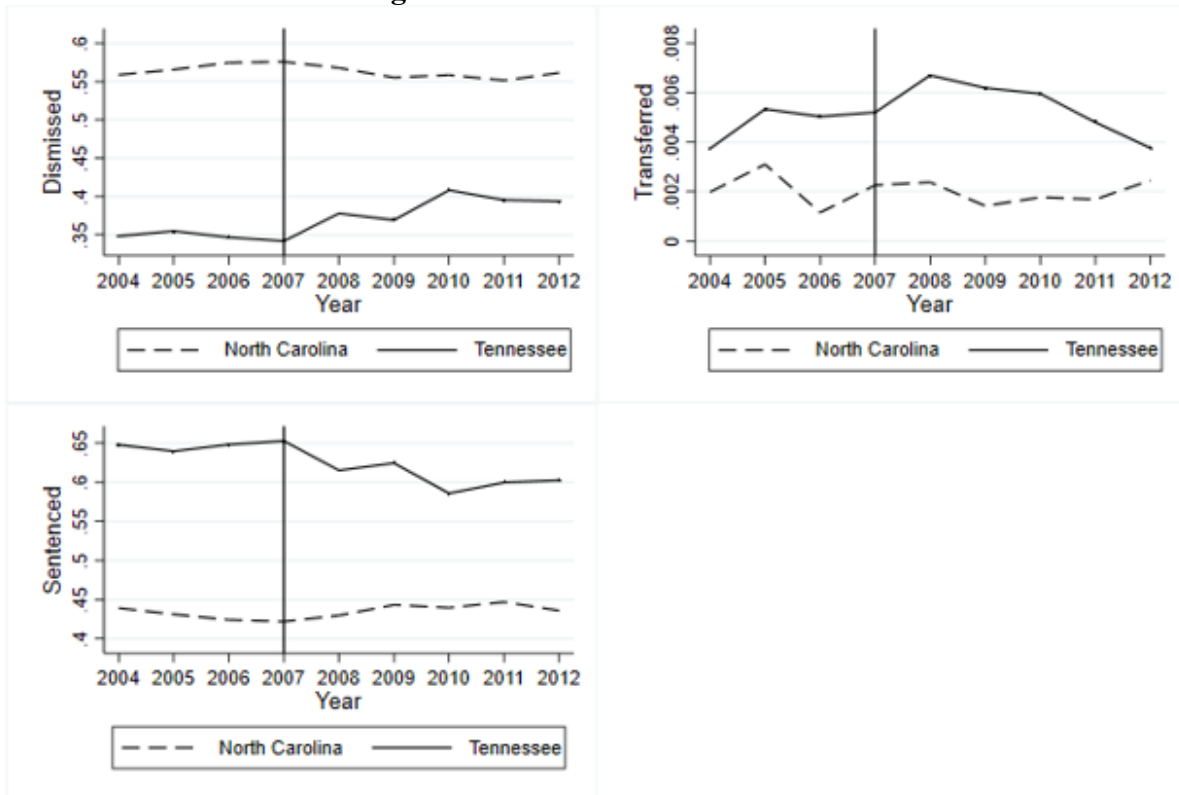 Dismissed
.6
.55
.5
.45
.4
.35
2004 2005 2006 2007 2008 2009 2010 2011 2012
Year
North Carolina Tennessee
Transferred
.008
.006
.004
.002
0
2004 2005 2006 2007 2008 2009 2010 2011 2012
Year
North Carolina Tennessee
Sentenced
.65
.6
.55
.5
.45
.4
2004 2005 2006 2007 2008 2009 2010 2011 2012
Year
North Carolina Tennessee